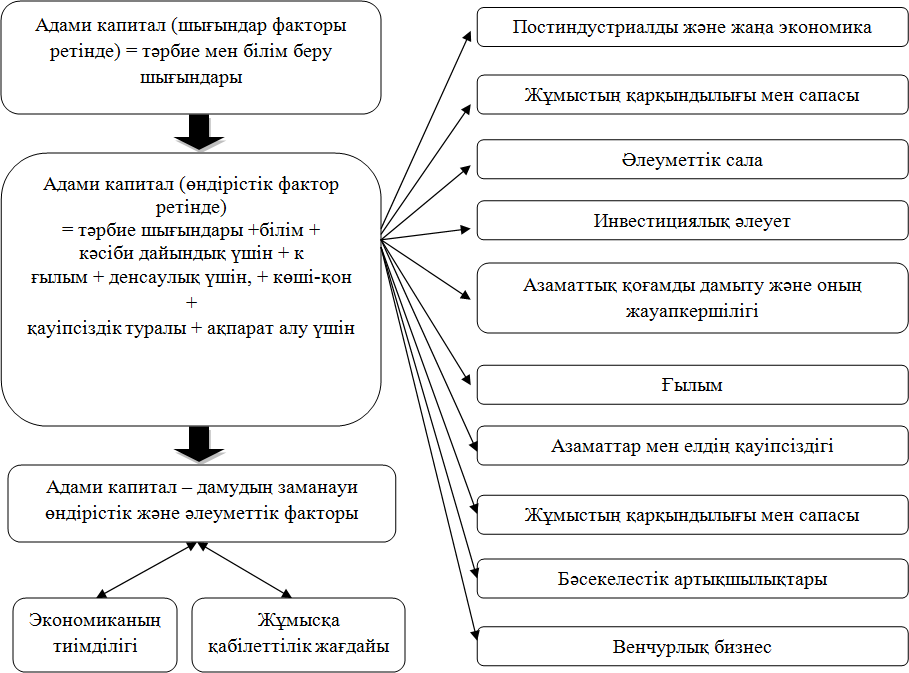 Адами капитал (шығындар факторы
ретінде) = тәрбие мен білім беру
шығындары
Адами капитал (өндірістік фактор
ретінде)
= тәрбие шығындары +білім +
кәсіби дайындық үшін + к
ғылым + денсаулық үшін, + көші-қон
+
қауіпсіздік туралы + ақпарат алу үшін
Адами капитал – дамудың заманауи
өндірістік және әлеуметтік факторы
Экономиканың
тиімділігі
Жұмысқа
қабілеттілік жағдайы
Постиндустриалды және жаңа экономика
Жұмыстың қарқындылығы мен сапасы
Әлеуметтік сала
Инвестициялық әлеует
Азаматтық қоғамды дамыту және оның
жауапкершілігі
Ғылым
Азаматтар мен елдің қауіпсіздігі
Жұмыстың қарқындылығы мен сапасы
Бәсекелестік артықшылықтары
Венчурлық бизнес